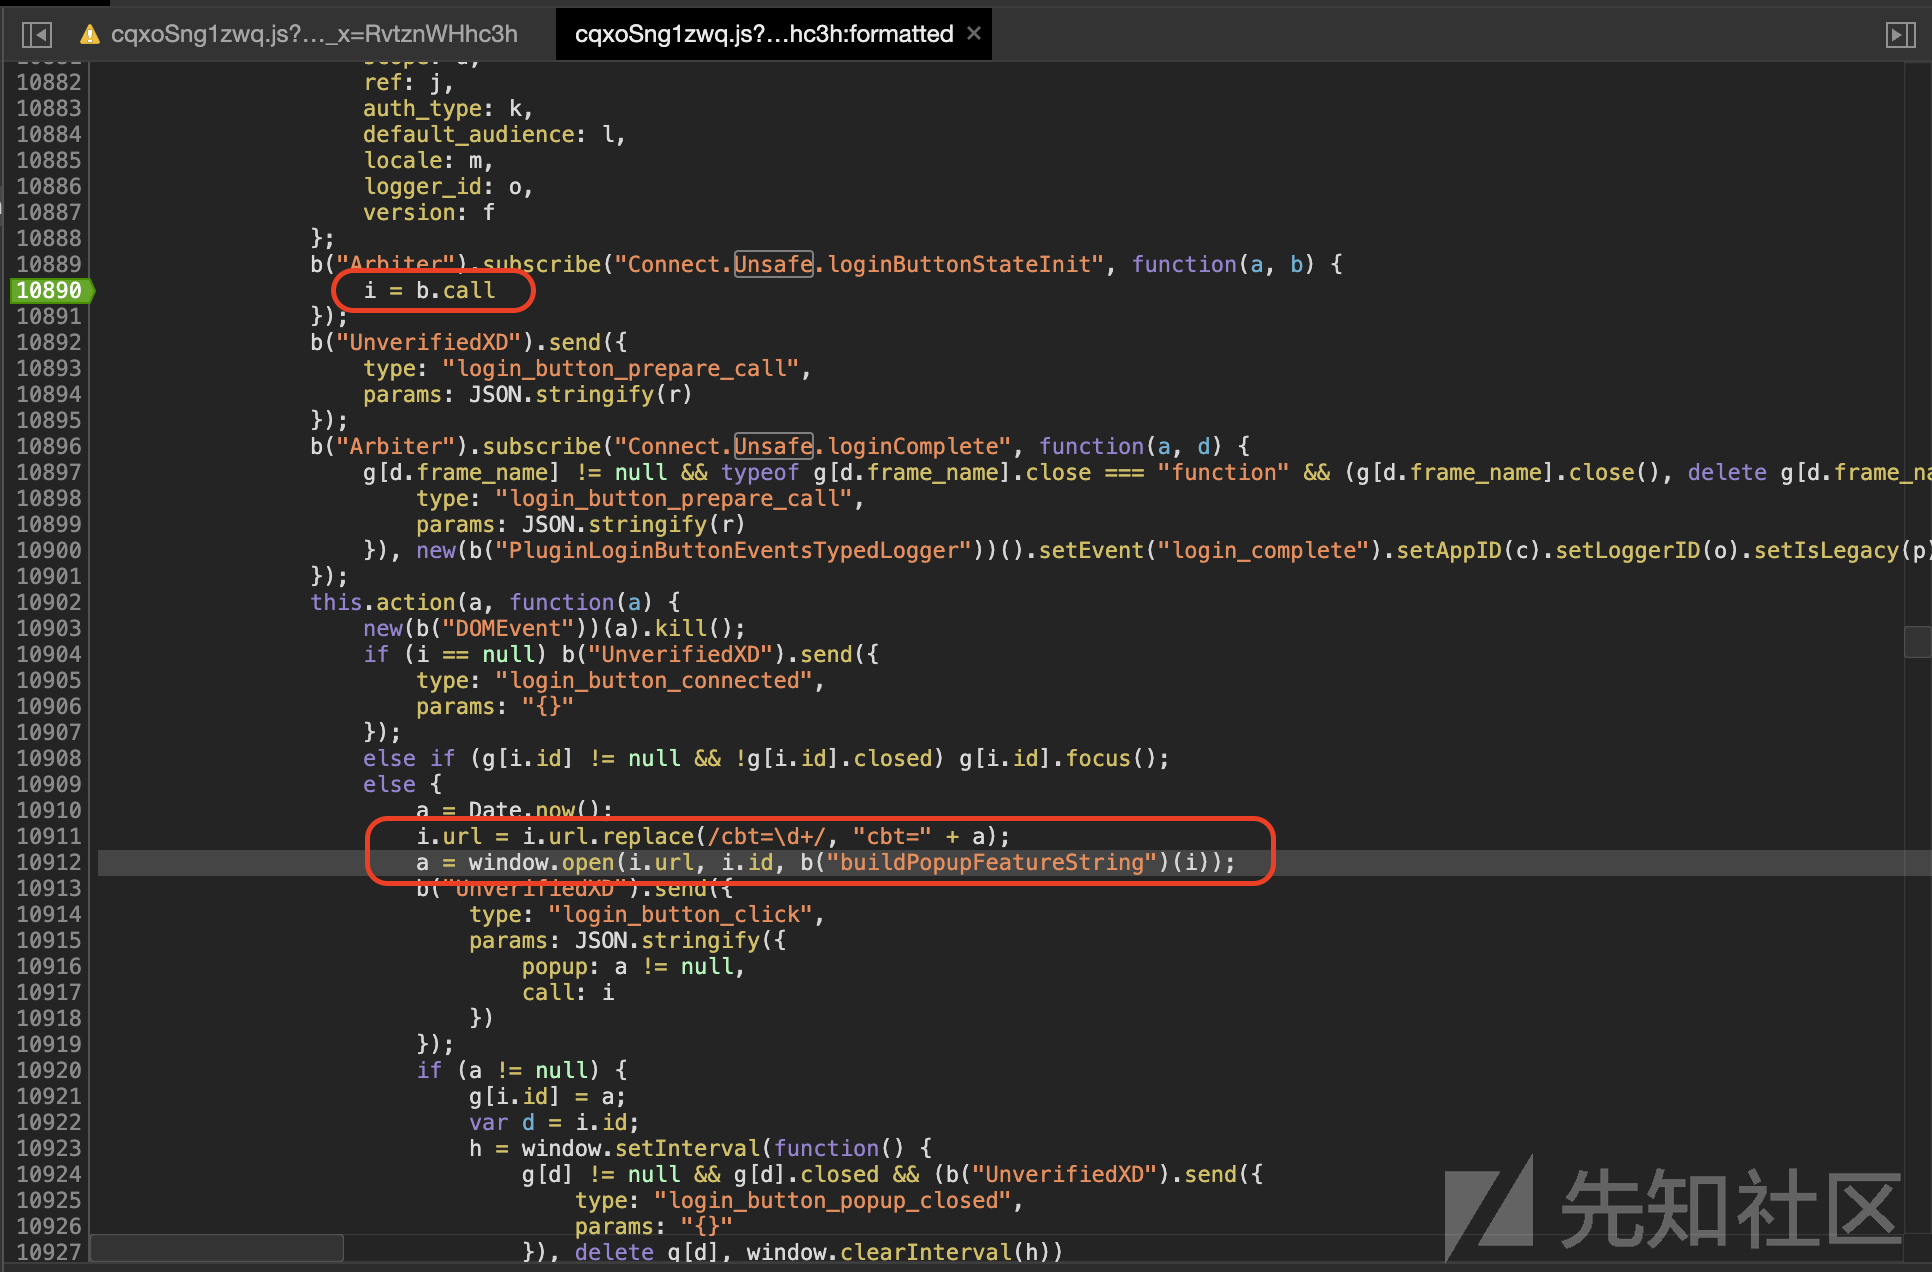 cqxoSng1zwq.js?…_x=RvtznWHhc3h
cqxoSng1zwq.js?…hc3h:formatted ×
10882 ref: j,
10883 auth_type: k,
10884 default_audience: l,
10885 locale: m,
10886 logger_id: o,
10887 version: f
10888 };
10889 b("Arbiter").subscribe("Connect.Unsafe.loginButtonStateInit", function(a, b) {
10890 i = b.call
10891 });
10892 b("UnverifiedXD").send({
10893 type: "login_button_prepare_call",
10894 params: JSON.stringify(r)
10895 });
10896 b("Arbiter").subscribe("Connect.Unsafe.loginComplete", function(a, d) {
10897 g[d.frame_name] != null && typeof g[d.frame_name].close === "function" && (g[d.frame_name].close(), delete g[d.frame_na
10898 type: "login_button_prepare_call",
10899 params: JSON.stringify(r)
10900 }), new(b("PluginLoginButtonEventsTypedLogger"))().setEvent("login_complete").setAppID(c).setLoggerID(o).setIsLegacy(p)
10901 });
10902 this.action(a, function(a) {
10903 new(b("DOMEvent"))(a).kill();
10904 if (i == null) b("UnverifiedXD").send({
10905 type: "login_button_connected",
10906 params: "{}"
10907 });
10908 else if (g[i.id] != null && !g[i.id].closed) g[i.id].focus();
10909 else {
10910 a = Date.now();
10911 i.url = i.url.replace(/cbt=\d+/, "cbt=" + a);
10912 a = window.open(i.url, i.id, b("buildPopupFeatureString")(i));
10913 b("UnverifiedXD").send({
10914 type: "login_button_click",
10915 params: JSON.stringify({
10916 popup: a != null,
10917 call: i
10918 })
10919 });
10920 if (a != null) {
10921 g[i.id] = a;
10922 var d = i.id;
10923 h = window.setInterval(function() {
10924 g[d] != null && g[d].closed && (b("UnverifiedXD").send({
10925 type: "login_button_popup_closed",
10926 params: "{}"
10927 }), delete g[d], window.clearInterval(h))
先知社区